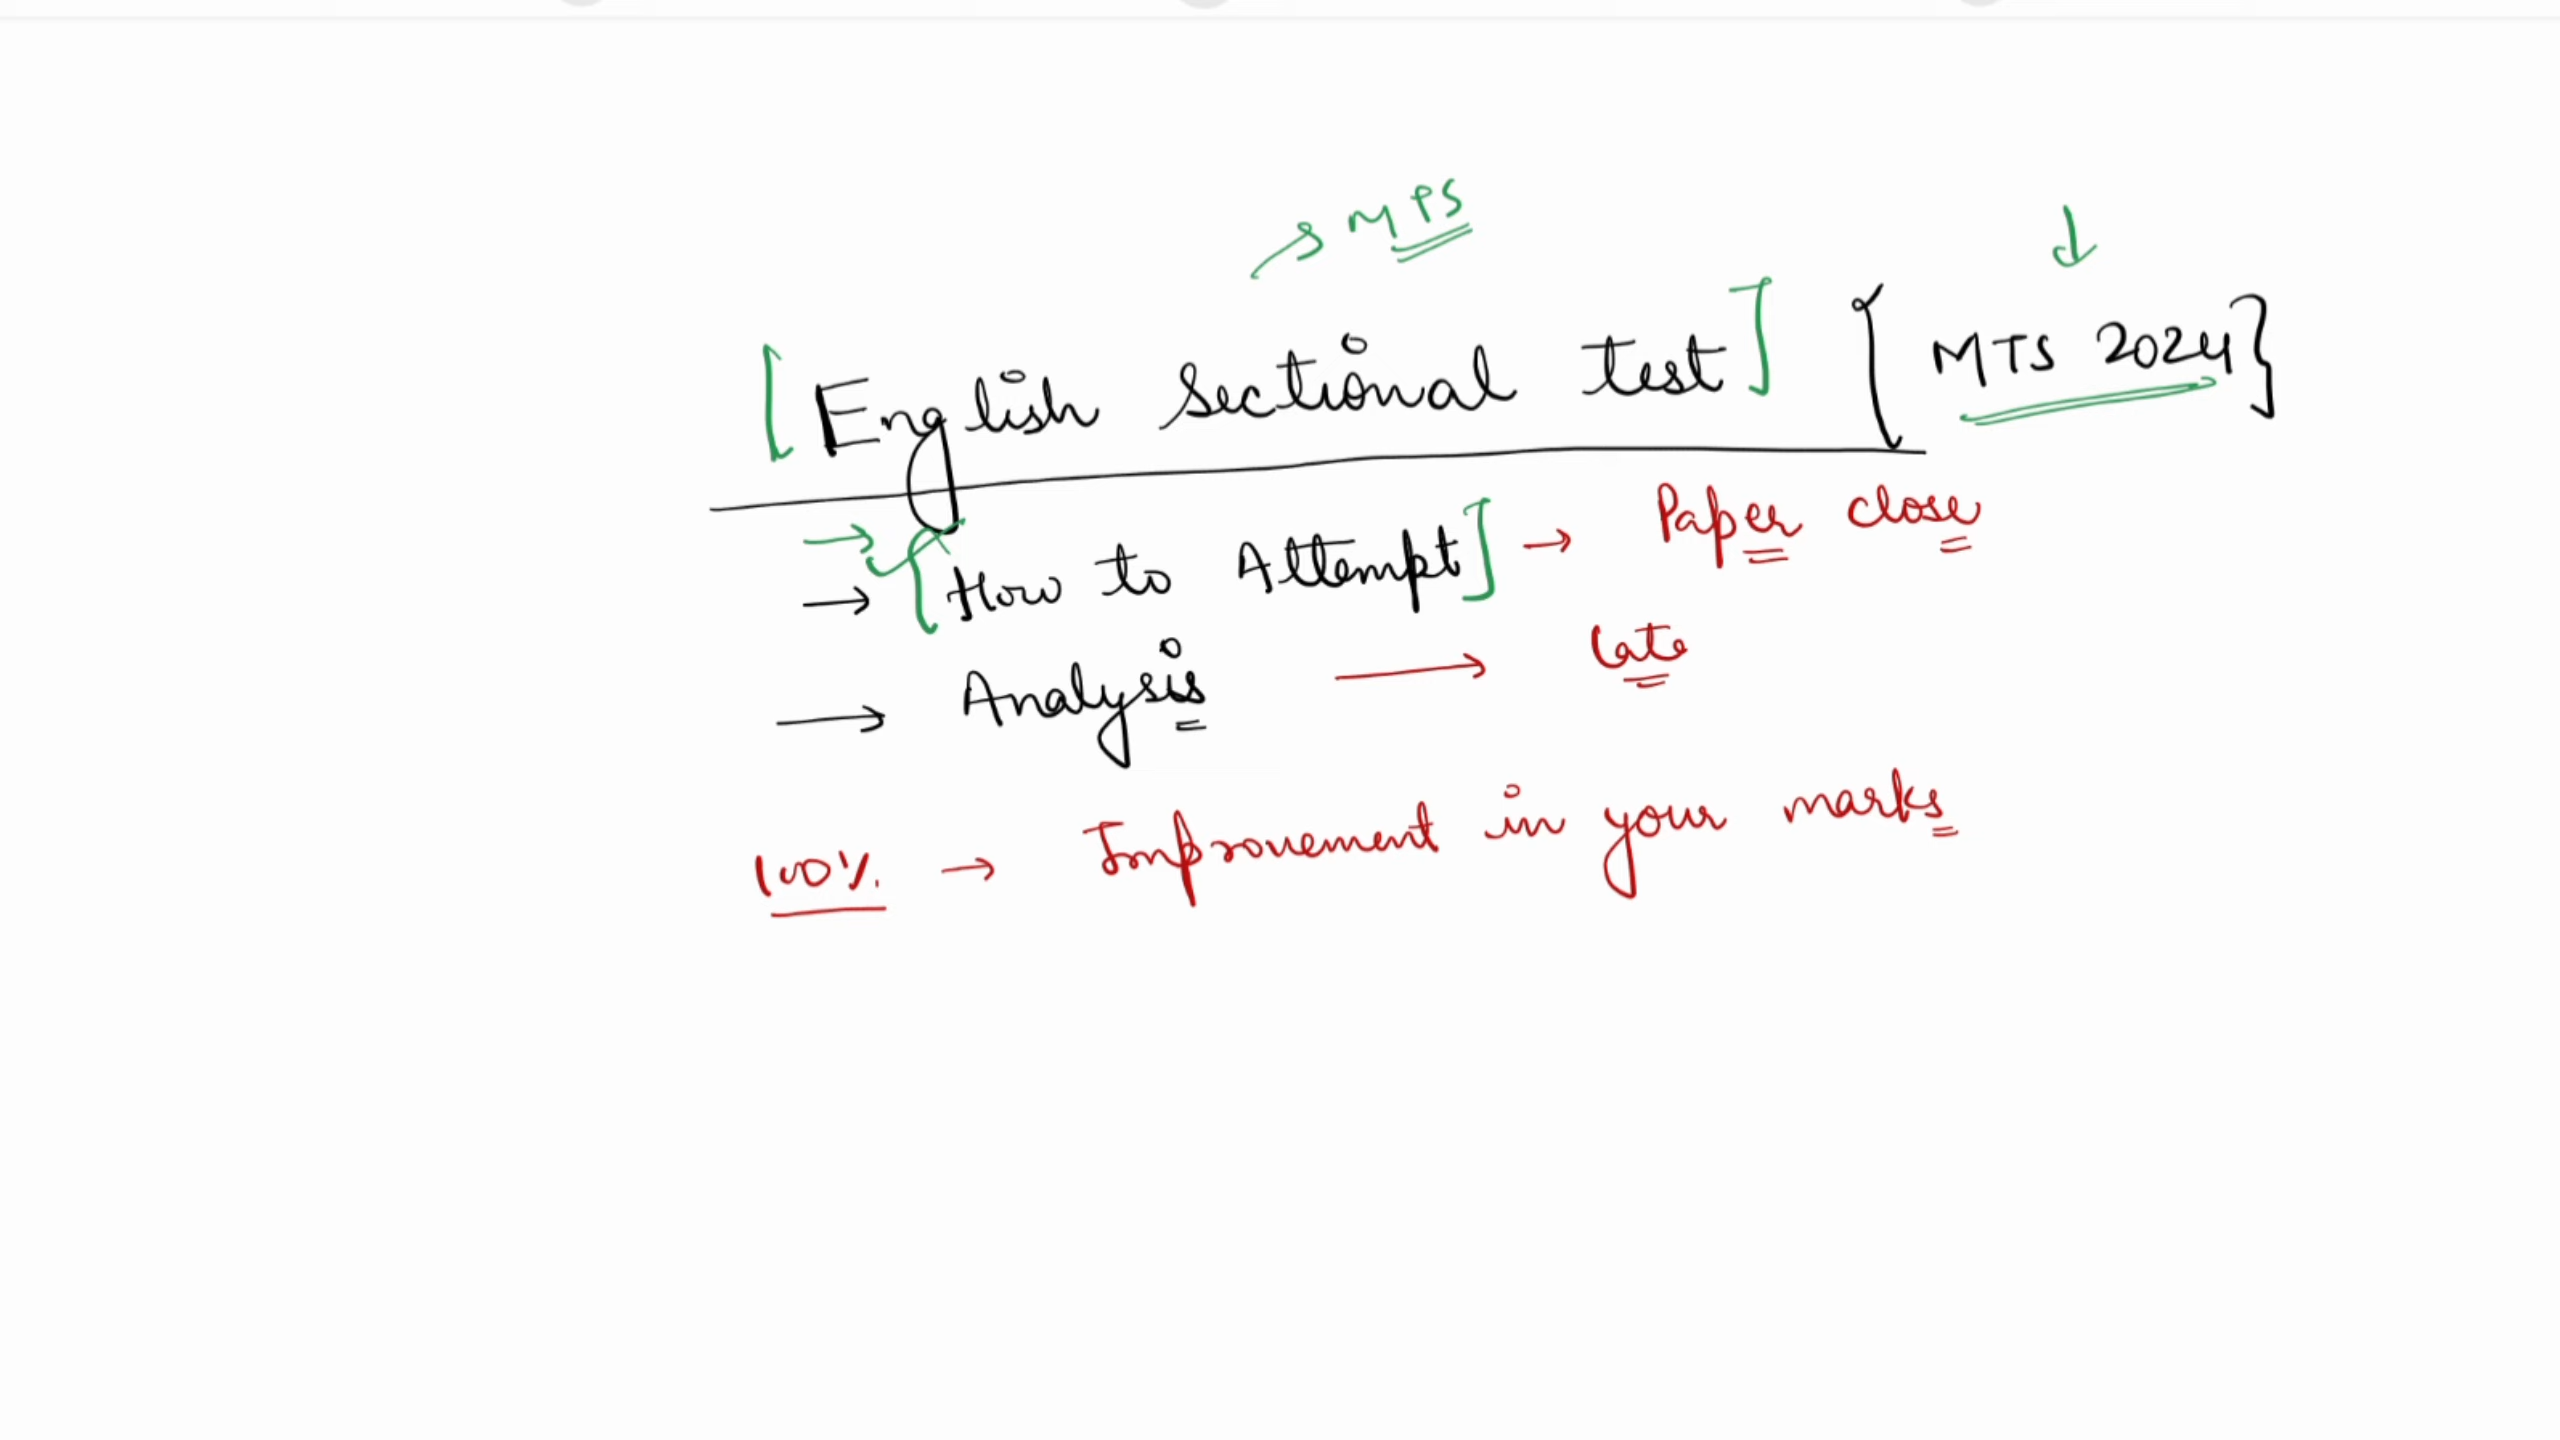 → MPS ↓
[English Sectional test] {MTS 2024}
→ → {How to Attempt] → Paper close
→ Analysis → Late
100% → Improvement in your marks